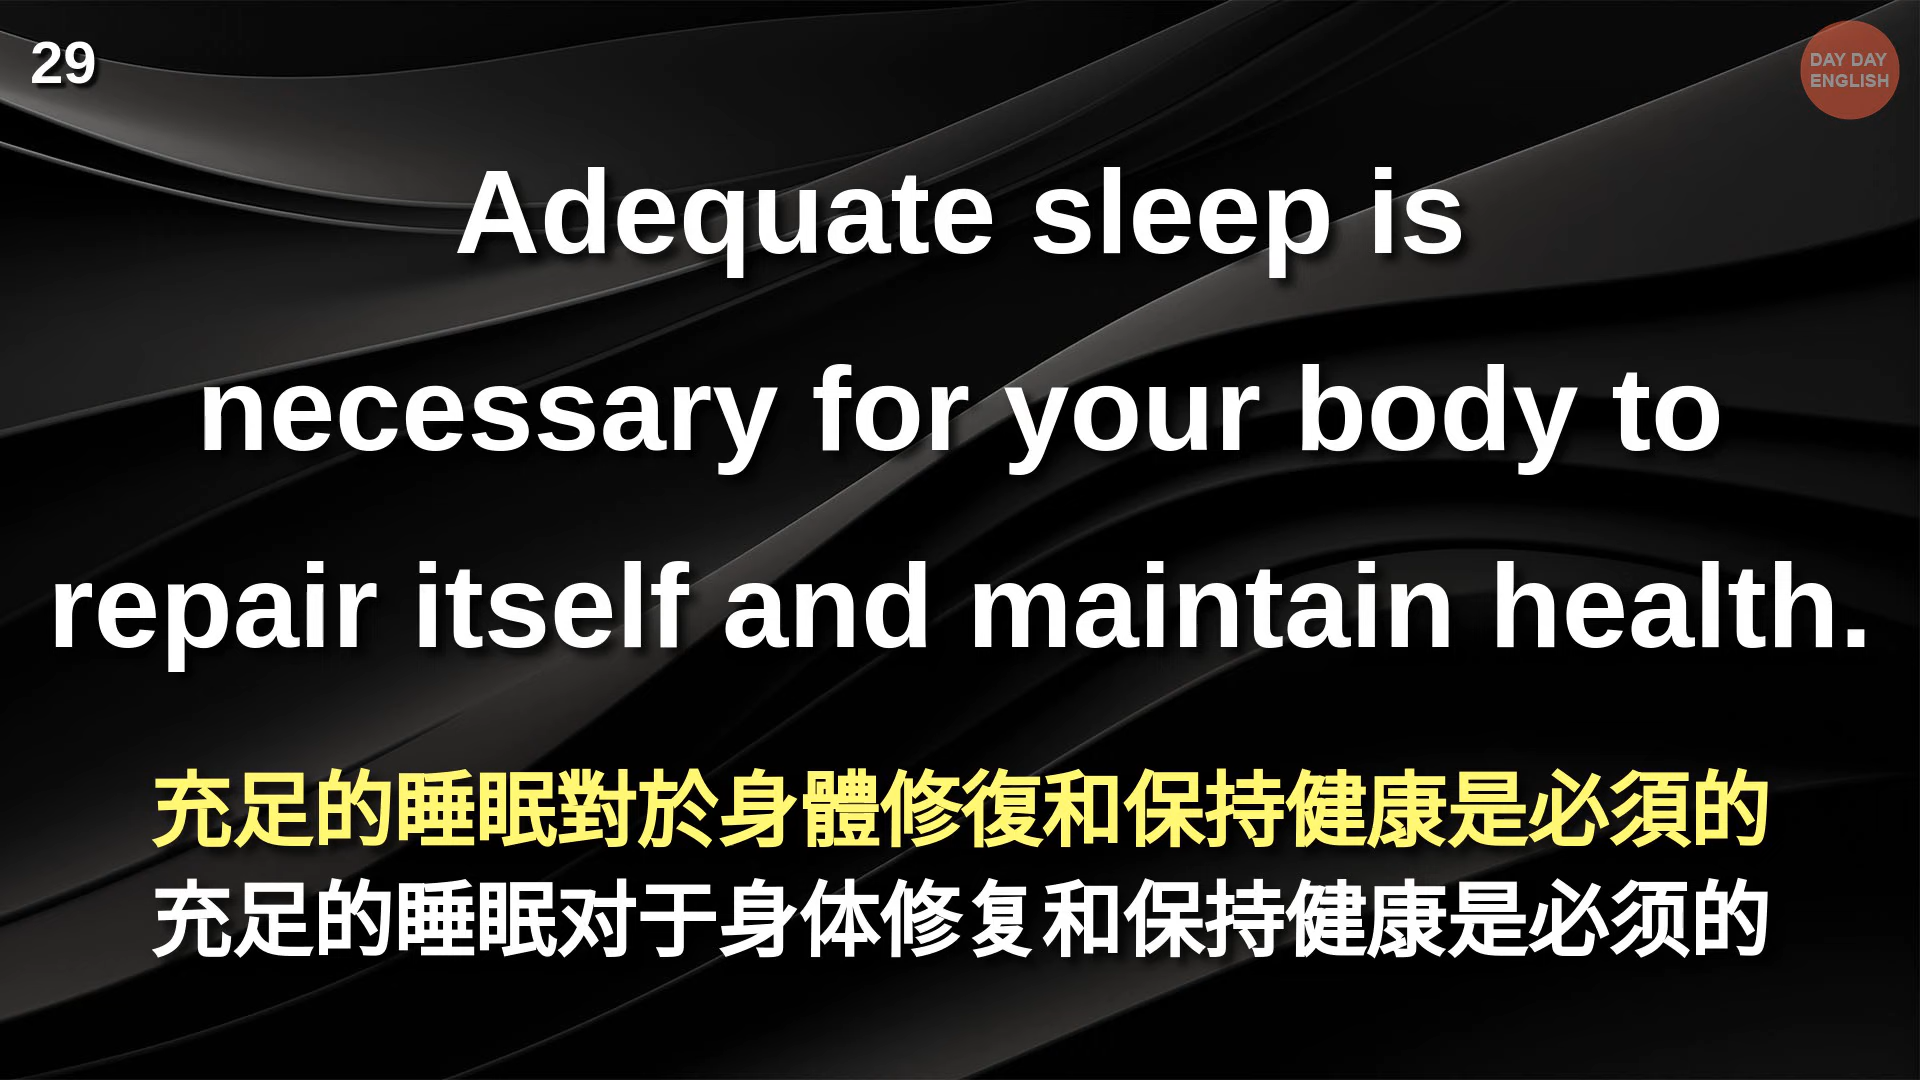 29
DAY DAY
ENGLISH
Adequate sleep is
necessary for your body to
repair itself and maintain health.
充足的睡眠對於身體修復和保持健康是必須的
充足的睡眠对于身体修复和保持健康是必须的